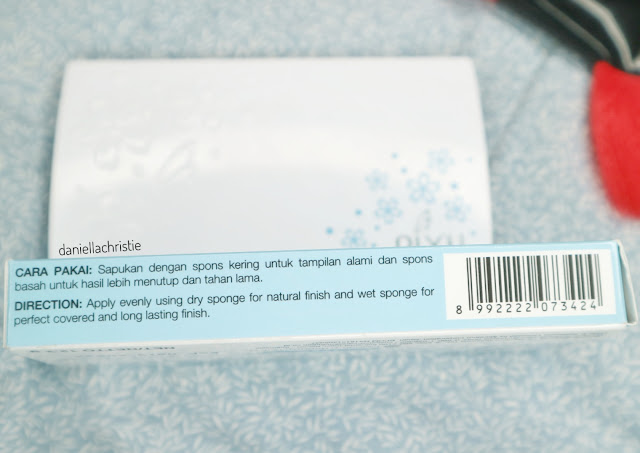 pixy
daniellachristie
CARA PAKAI: Sapukan dengan spons kering untuk tampilan alami dan spons
basah untuk hasil lebih menutup dan tahan lama.
DIRECTION: Apply evenly using dry sponge for natural finish and wet sponge for
perfect covered and long lasting finish.
8 992222 073424